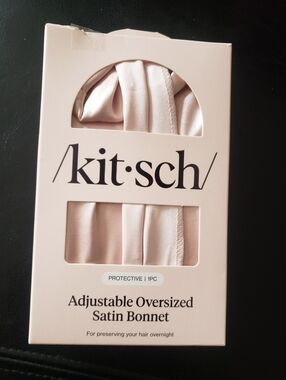 /kit·sch/
PROTECTIVE | 1PC
Adjustable Oversized
Satin Bonnet
For preserving your hair overnight